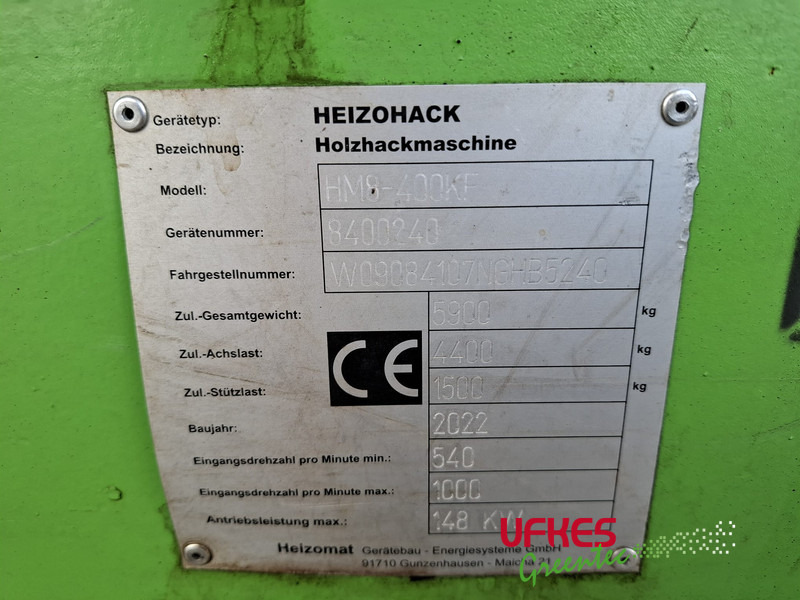 Gerätetyp: HEIZOHACK
Bezeichnung: Holzhackmaschine
Modell: HM8-400KF
Gerätenummer: 8400240
Fahrgestellnummer: W09084107NGHB5240
Zul.-Gesamtgewicht: 5900 kg
Zul.-Achslast: 4400 kg
Zul.-Stützlast: 1500 kg
CE
Baujahr: 2022
Eingangsdrehzahl pro Minute min.: 540
Eingangsdrehzahl pro Minute max.: 1000
Antriebsleistung max.: 148 KW
Heizomat Gerätebau - Energiesysteme GmbH
91710 Gunzenhausen - Maicha 21
UFKES
Greentec